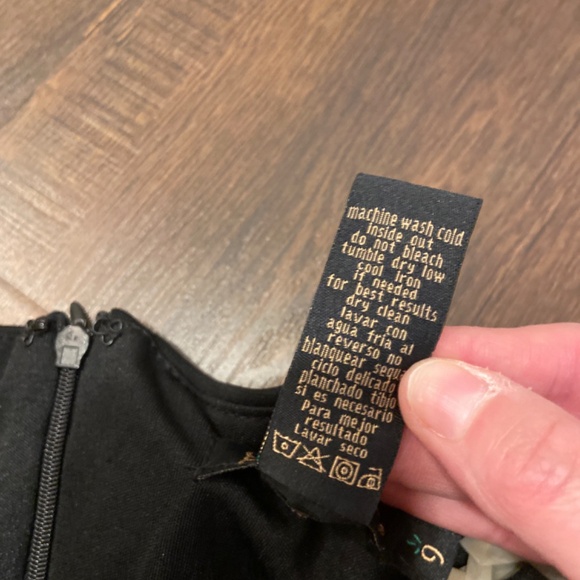 machine wash cold
inside out
do not bleach
tumble dry low
cool iron
if needed
for best results
dry clean
lavar con
agua fria al
reverso no
blanquear
ciclo delicado
planchado tibio
si es necesario
para mejor
resultado
Lavar seco